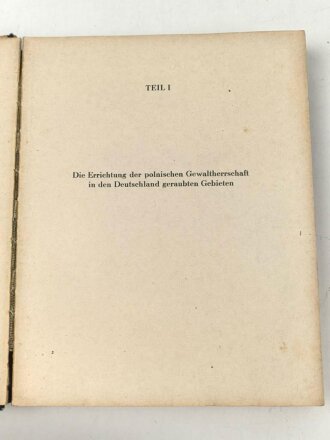 TEIL I
Die Errichtung der polnischen Gewaltherrschaft
in den Deutschland geraubten Gebieten